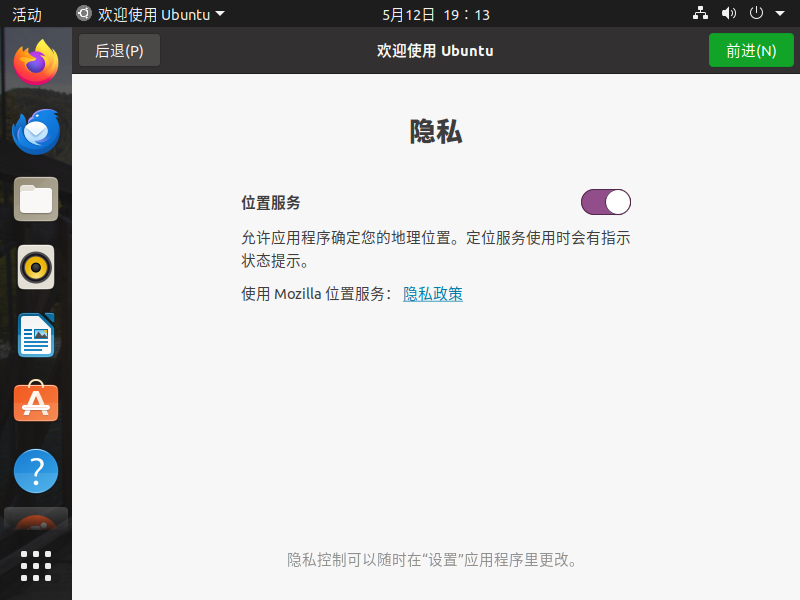 活动
欢迎使用 Ubuntu
5月12日 19：13
后退(P)
欢迎使用 Ubuntu
前进(N)
隐私
位置服务
允许应用程序确定您的地理位置。定位服务使用时会有指示
状态提示。
使用 Mozilla 位置服务： 隐私政策
隐私控制可以随时在“设置”应用程序里更改。